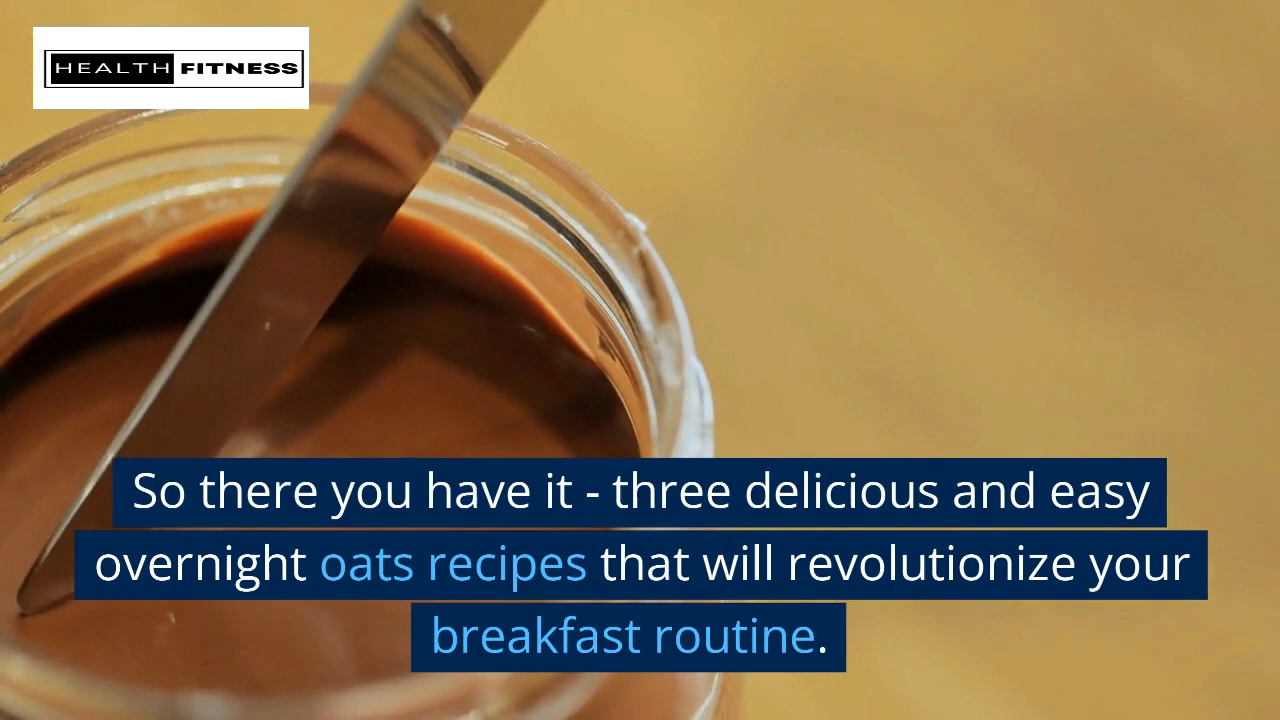 HEALTH FITNESS
So there you have it - three delicious and easy
overnight oats recipes that will revolutionize your
breakfast routine.